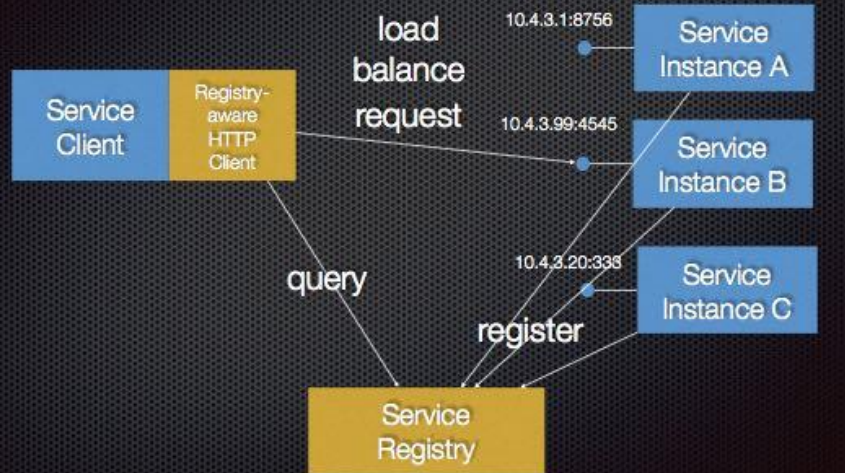 load
balance
request
10.4.3.1:8756
Service
Instance A
Service
Client
Registry-
aware
HTTP
Client
10.4.3.99:4545
Service
Instance B
query
10.4.3.20:333
Service
Instance C
register
Service
Registry